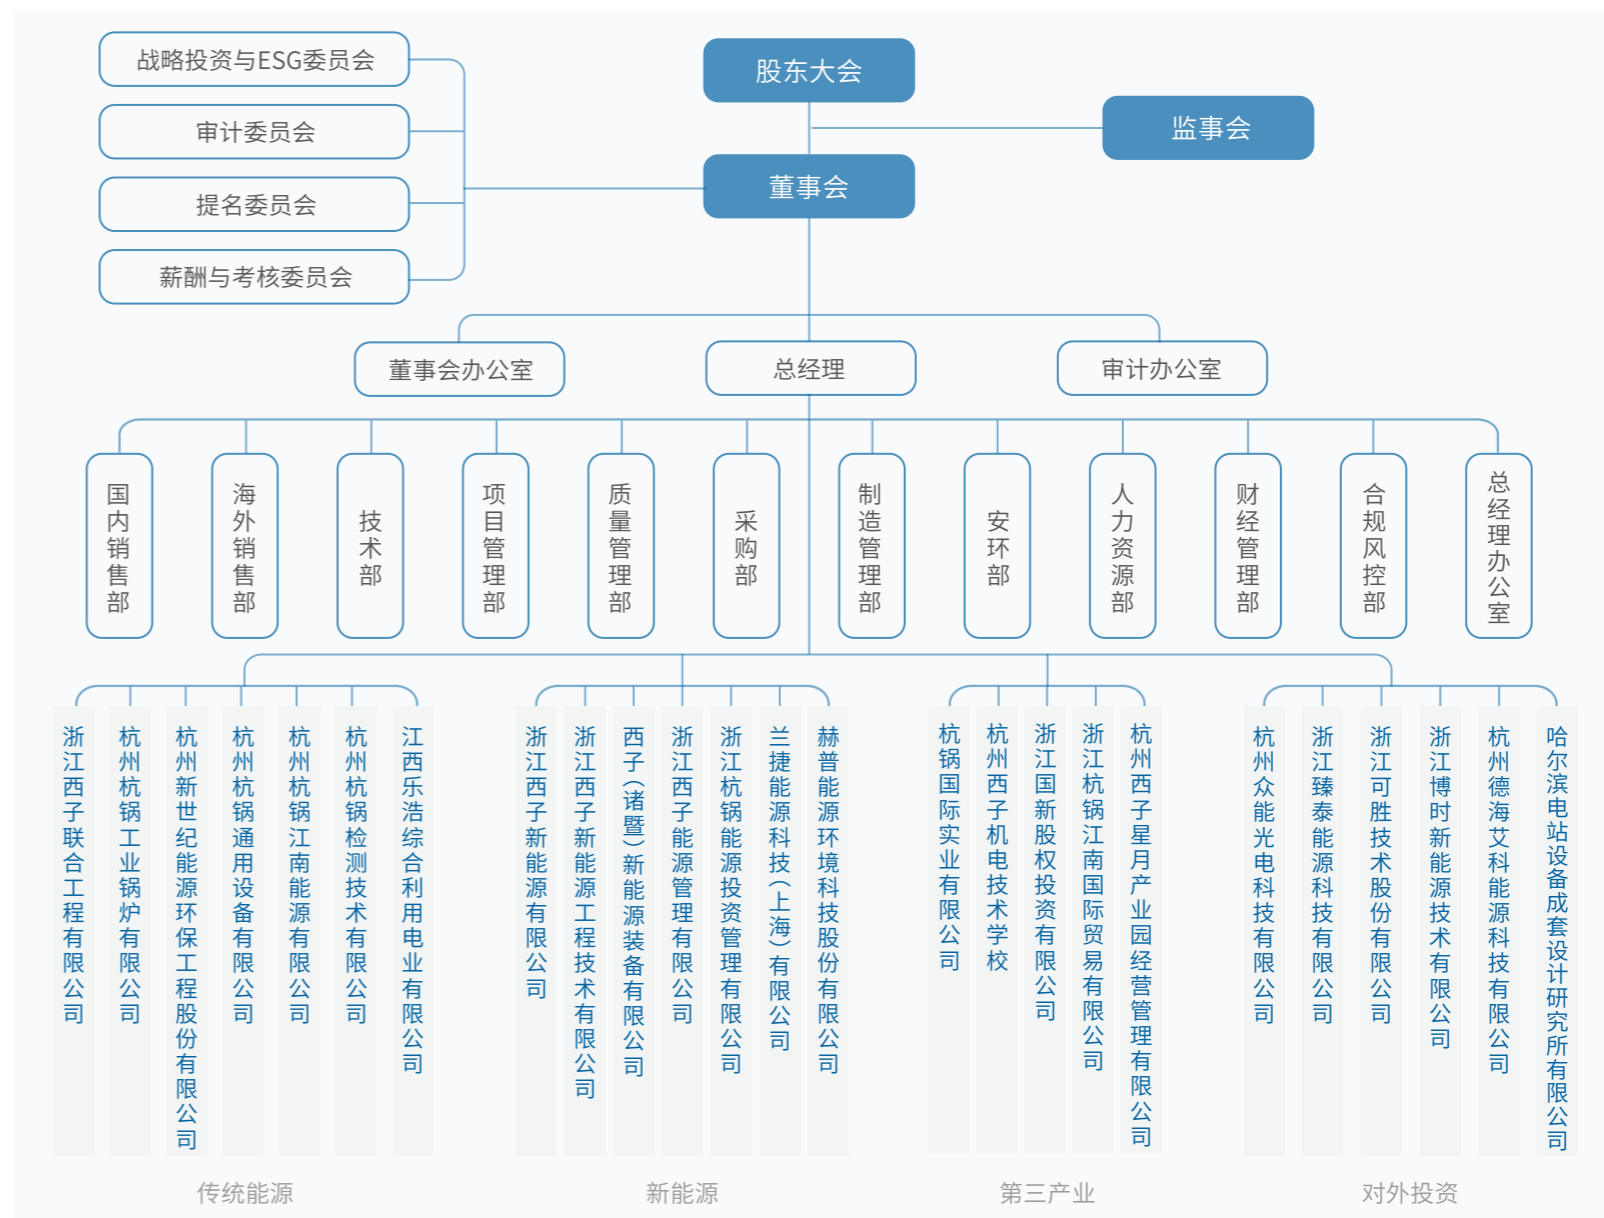 战略投资与ESG委员会
审计委员会
提名委员会
薪酬与考核委员会
股东大会
监事会
董事会
董事会办公室
总经理
审计办公室
国内销售部
海外销售部
技术部
项目管理部
质量管理部
采购部
制造管理部
安环部
人力资源部
财经管理部
合规风控部
总经理办公室
浙江西子联合工程有限公司
杭州杭锅工业锅炉有限公司
杭州新世纪能源环保工程股份有限公司
杭州杭锅通用设备有限公司
杭州杭锅江南能源有限公司
杭州杭锅检测技术有限公司
江西乐浩综合利用电业有限公司
浙江西子新能源有限公司
浙江西子新能源工程技术有限公司
西子（诸暨）新能源装备有限公司
浙江西子能源管理有限公司
浙江杭锅能源投资管理有限公司
兰捷能源科技（上海）有限公司
赫普能源环境科技股份有限公司
杭锅国际实业有限公司
杭州西子机电技术学校
浙江国新股权投资有限公司
浙江杭锅江南国际贸易有限公司
杭州西子星月产业园经营管理有限公司
杭州众能光电科技有限公司
浙江臻泰能源科技有限公司
浙江可胜技术股份有限公司
浙江博时新能源技术有限公司
杭州德海艾科能源科技有限公司
哈尔滨电站设备成套设计研究所有限公司
传统能源
新能源
第三产业
对外投资